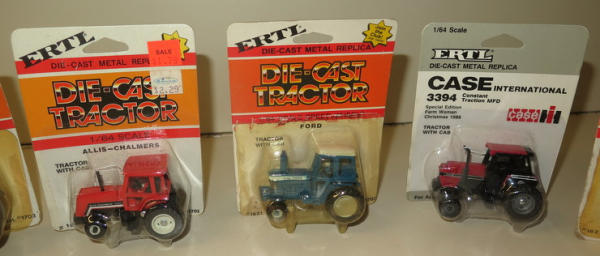 ERTL
DIE-CAST METAL REPLICA
SALE
$2.29
DIE-CAST
TRACTOR
1/64 SCALE
ALLIS-CHALMERS
TRACTOR
WITH CAB
ERTL
DIE-CAST METAL REPLICA
DIE-CAST
TRACTOR
FORD
TRACTOR
WITH CAB
1/64 Scale
ERTL
DIE-CAST METAL REPLICA
CASE INTERNATIONAL
3394 Constant
Traction MFD
Special Edition
Farm Women
Christmas 1986
case IH
TRACTOR
WITH CAB